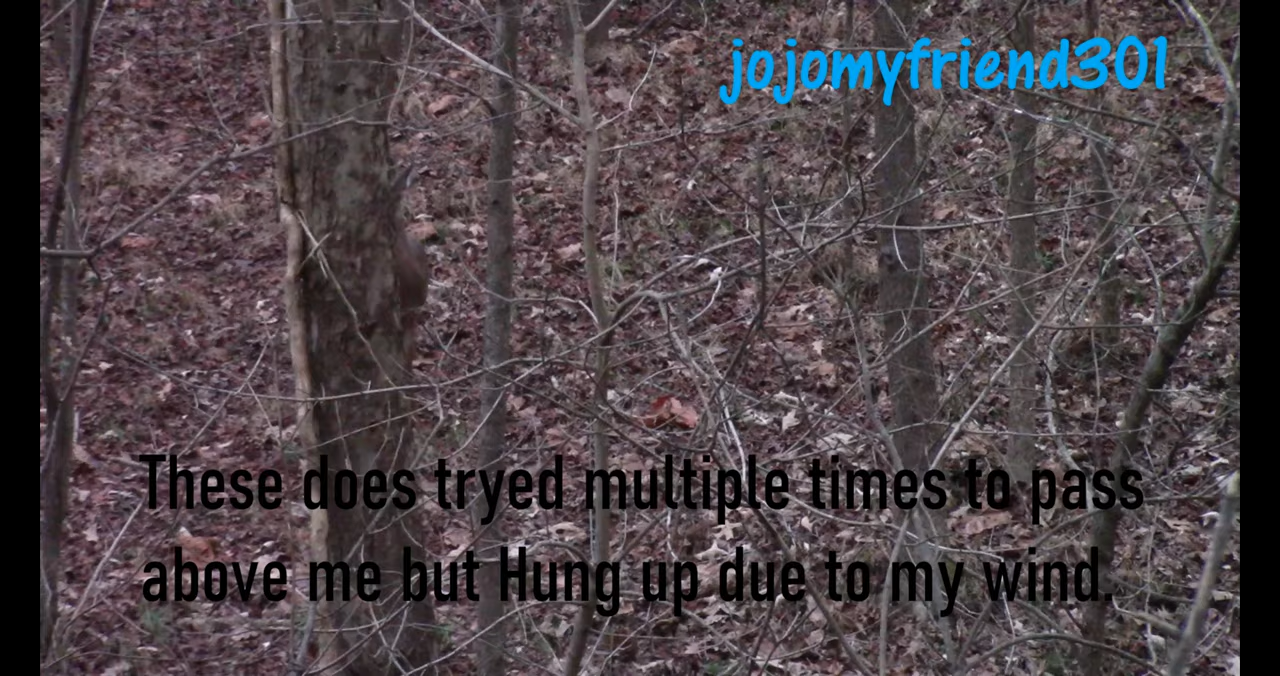 jojomyfriend301
These does tryed multiple times to pass
above me but Hung up due to my wind.